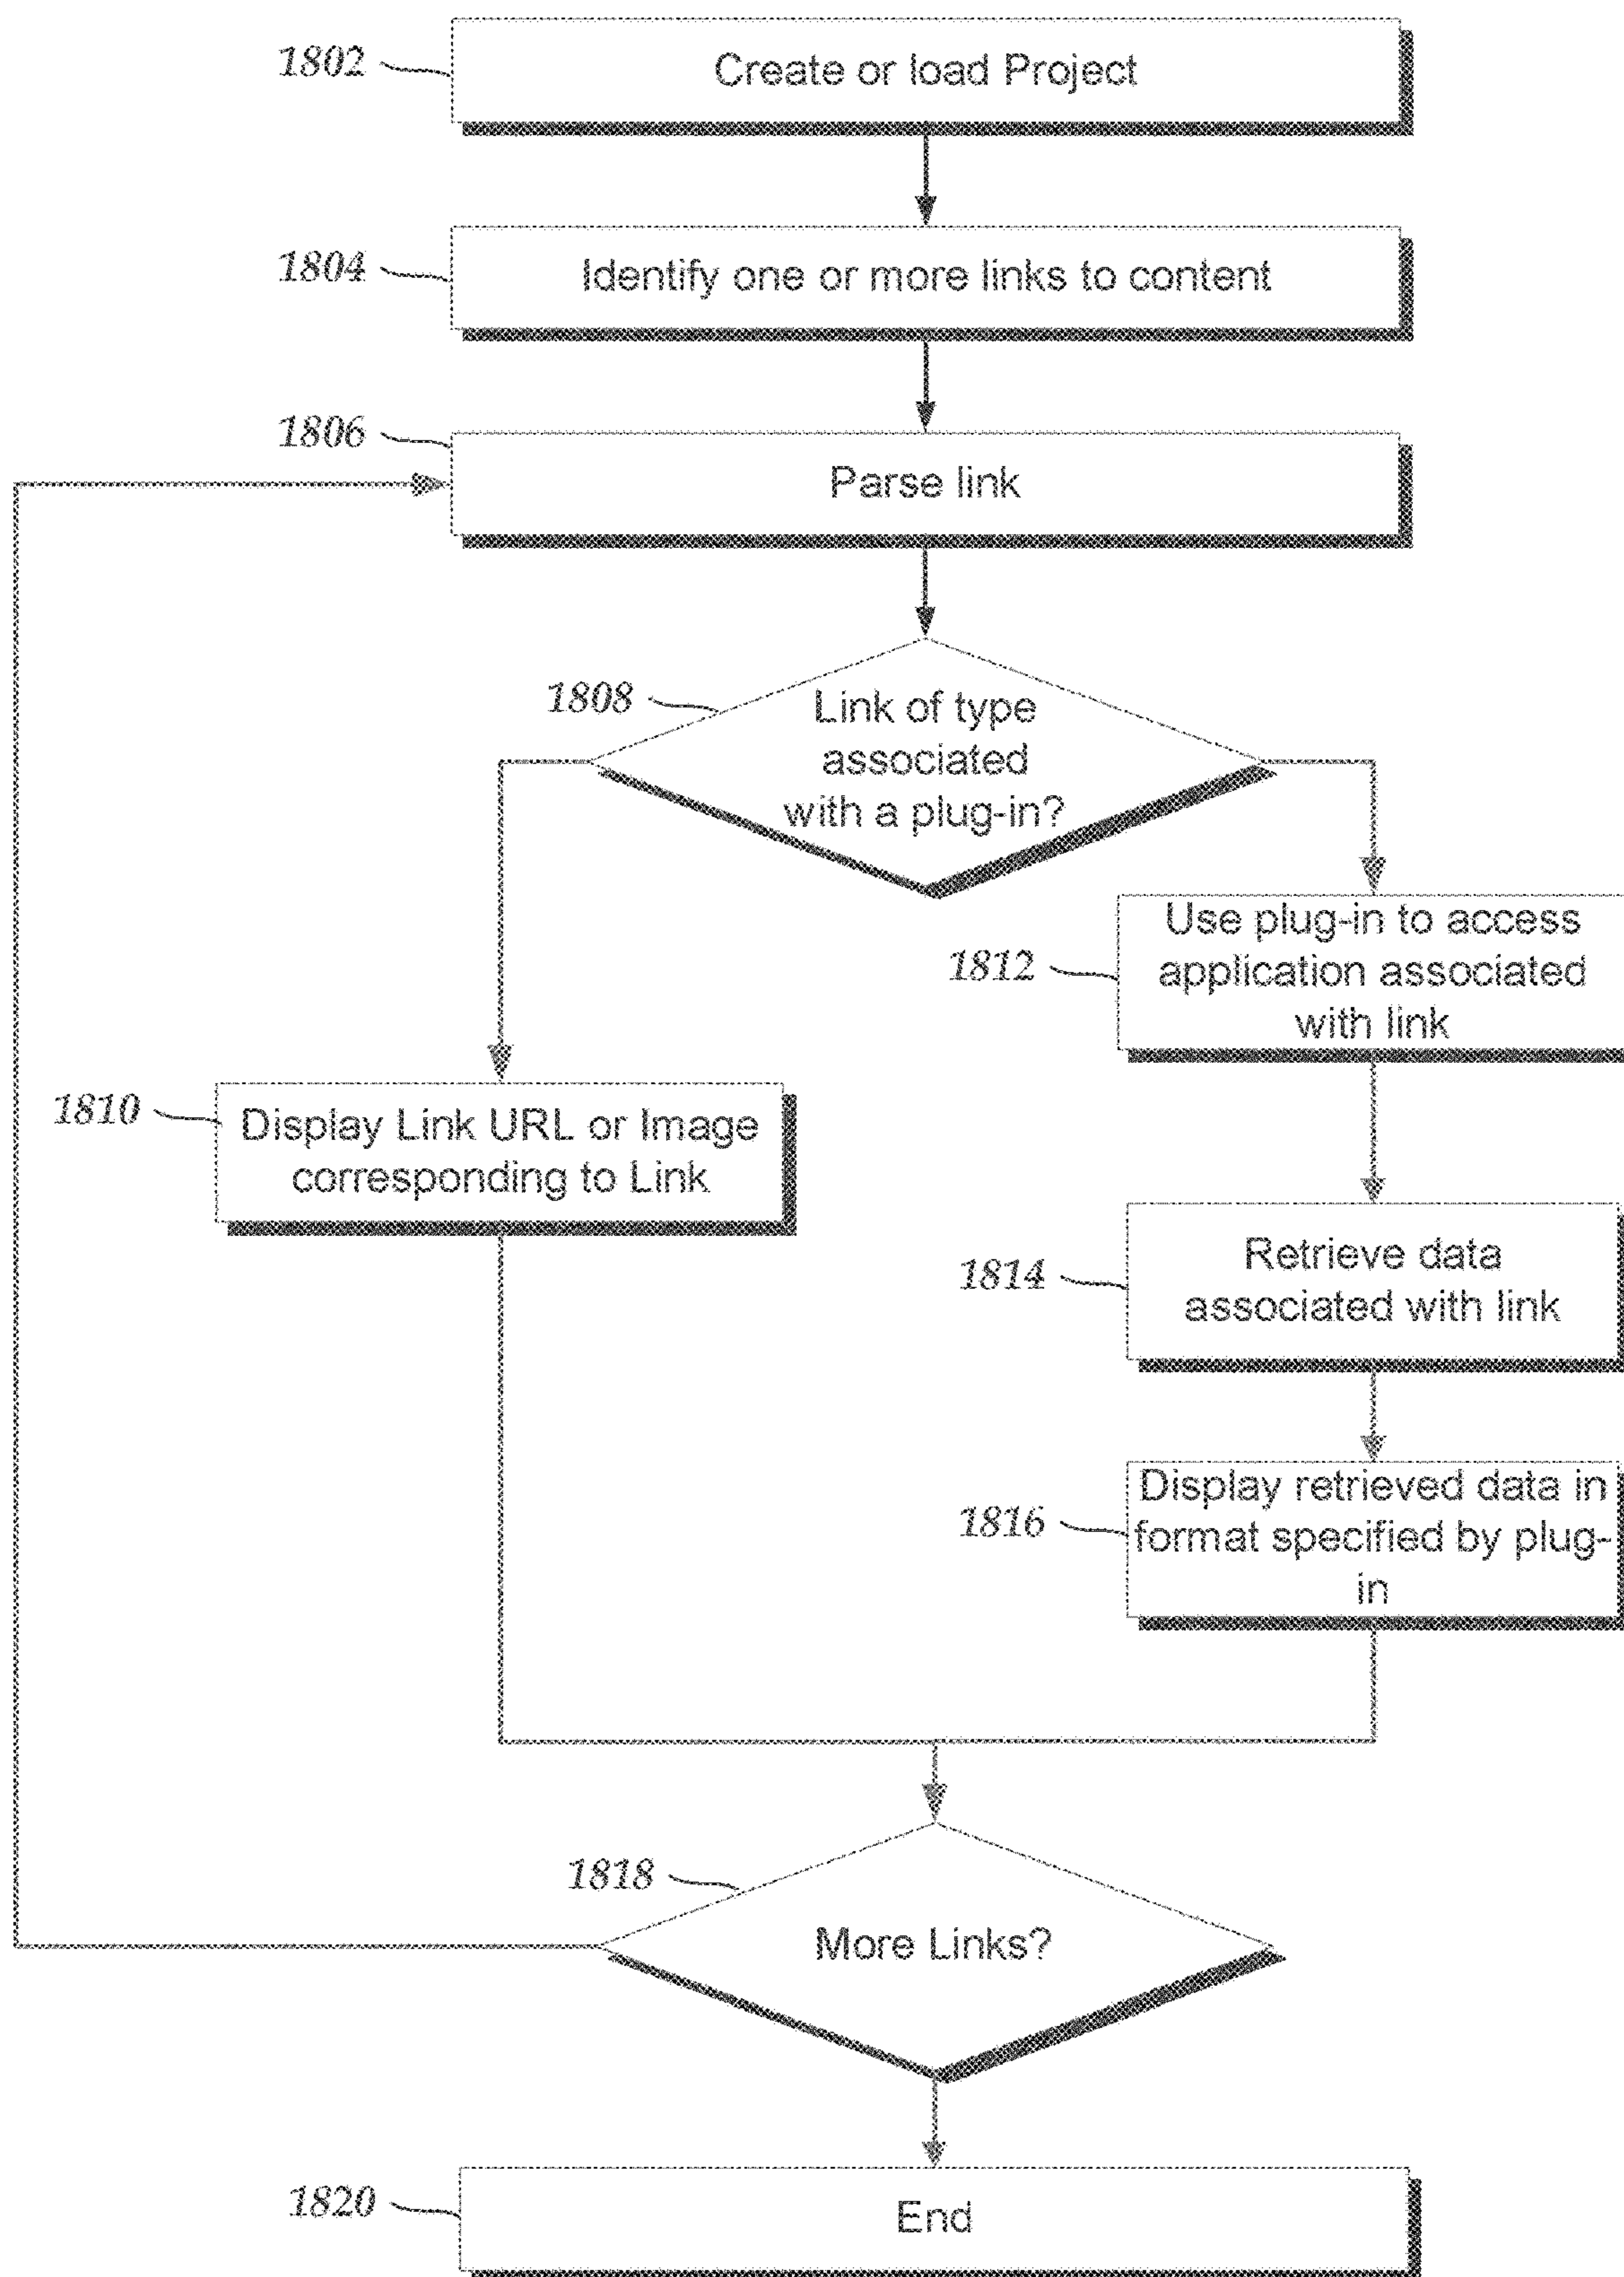 1802
Create or load Project
1804
Identify one or more links to content
1806
Parse link
1808
Link of type
associated
with a plug-in?
1812
Use plug-in to access
application associated
with link
1810
Display Link URL or Image
corresponding to Link
1814
Retrieve data
associated with link
1816
Display retrieved data in
format specified by plug-
in
1818
More Links?
1820
End